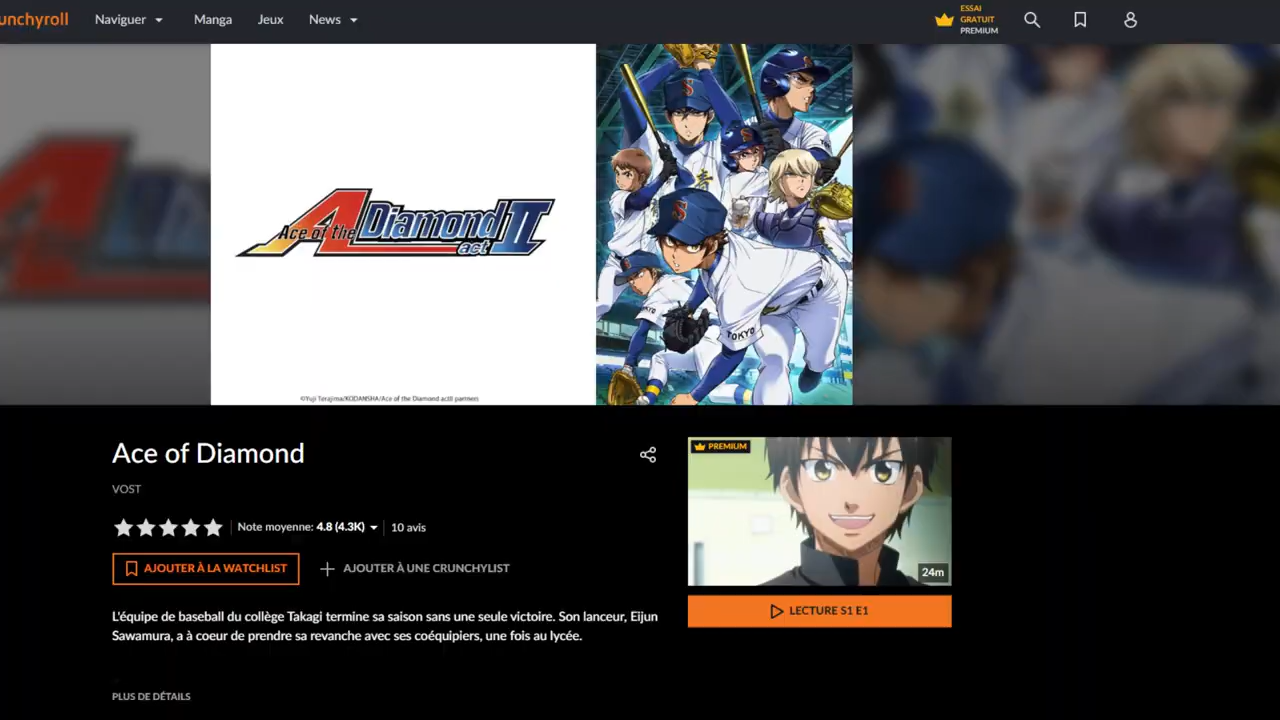 unchyroll
Naviguer
Manga
Jeux
News
ESSAI
GRATUIT
PREMIUM
Ace of the Diamond II
act
S
S
S
TOKYO
TOKYO
©Yuji Terajima/KODANSHA/Ace of the Diamond actII partners
Ace of Diamond
VOST
Note moyenne: 4.8 (4.3K)
10 avis
AJOUTER À LA WATCHLIST
AJOUTER À UNE CRUNCHYLIST
L'équipe de baseball du collège Takagi termine sa saison sans une seule victoire. Son lanceur, Eijun
Sawamura, a à coeur de prendre sa revanche avec ses coéquipiers, une fois au lycée.
PLUS DE DÉTAILS
PREMIUM
24m
LECTURE S1 E1